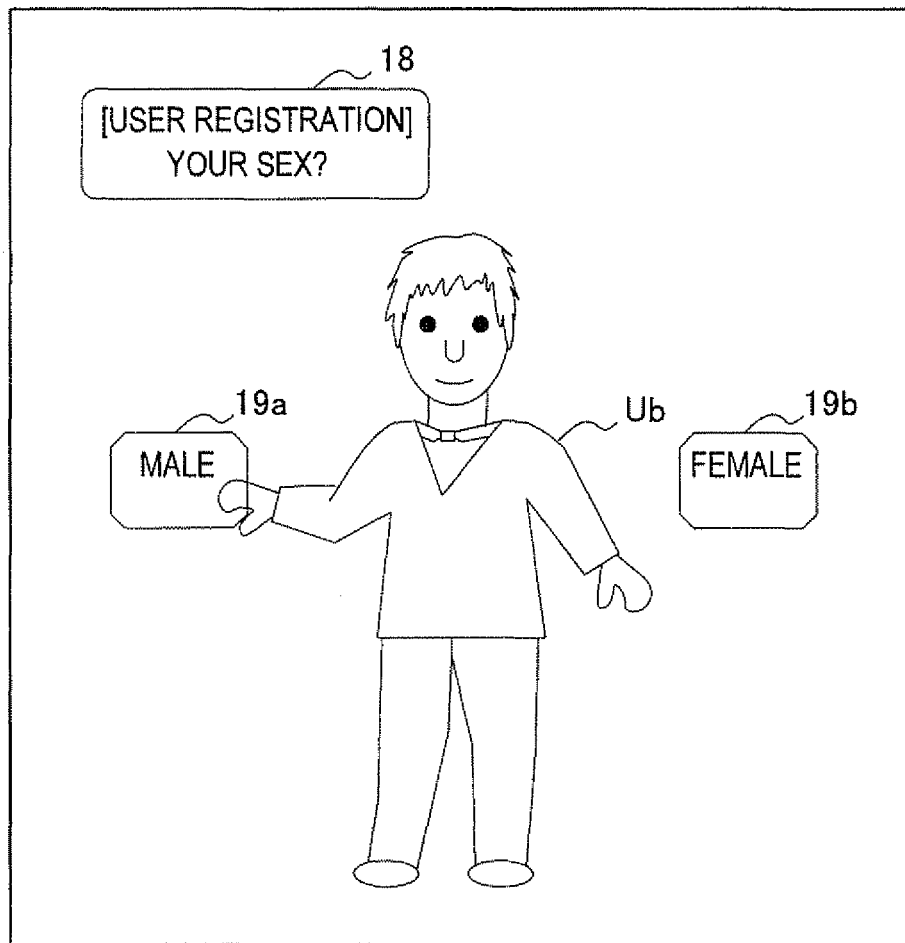 18
[USER REGISTRATION]
YOUR SEX?
19a
Ub
19b
MALE
FEMALE